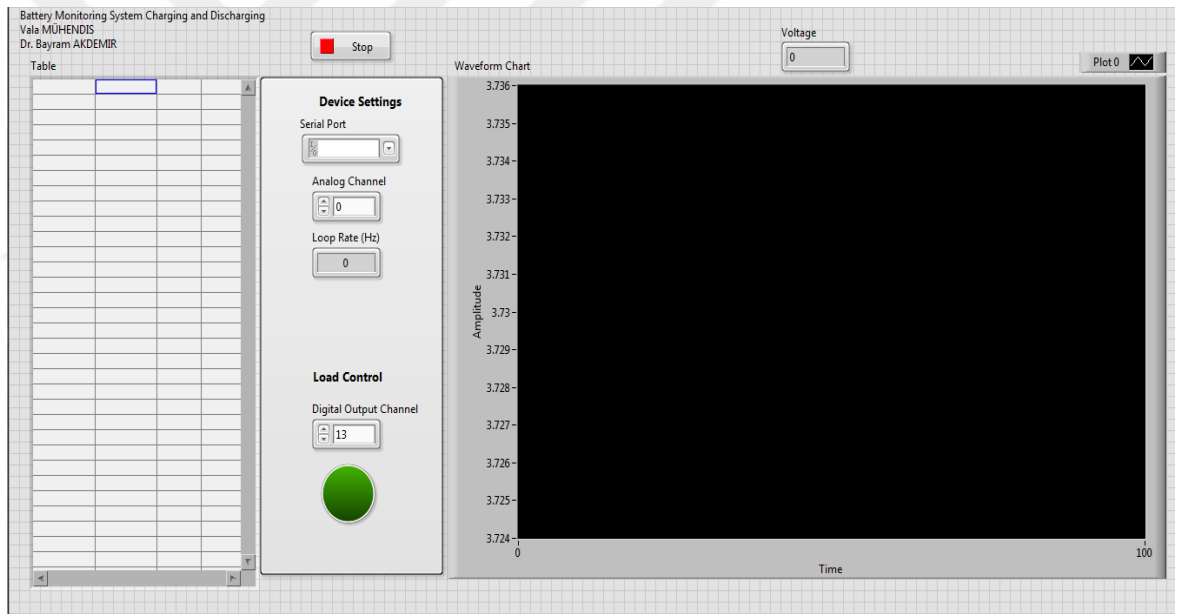 Battery Monitoring System Charging and Discharging
Vala MÜHENDIS
Dr. Bayram AKDEMIR
Stop
Voltage
0
Table
Waveform Chart
Plot 0
Device Settings
Serial Port
I/O
Analog Channel
0
Loop Rate (Hz)
0
Load Control
Digital Output Channel
13
Amplitude
3.736
3.735
3.734
3.733
3.732
3.731
3.73
3.729
3.728
3.727
3.726
3.725
3.724
0
100
Time